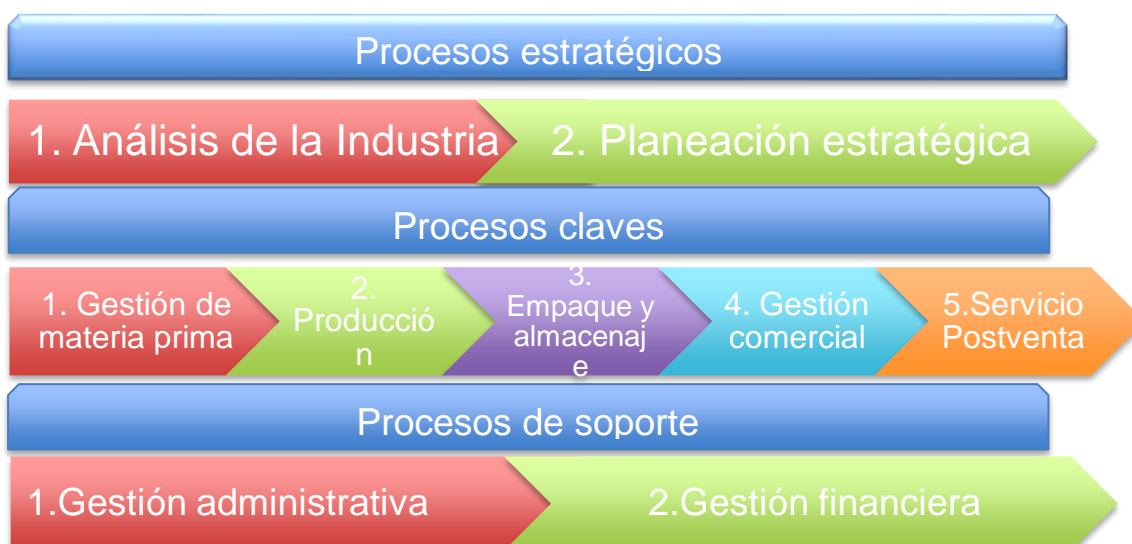 Procesos estratégicos
1. Análisis de la Industria
2. Planeación estratégica
Procesos claves
1. Gestión de
materia prima
2.
Producció
n
3.
Empaque y
almacenaj
e
4. Gestión
comercial
5.Servicio
Postventa
Procesos de soporte
1.Gestión administrativa
2.Gestión financiera